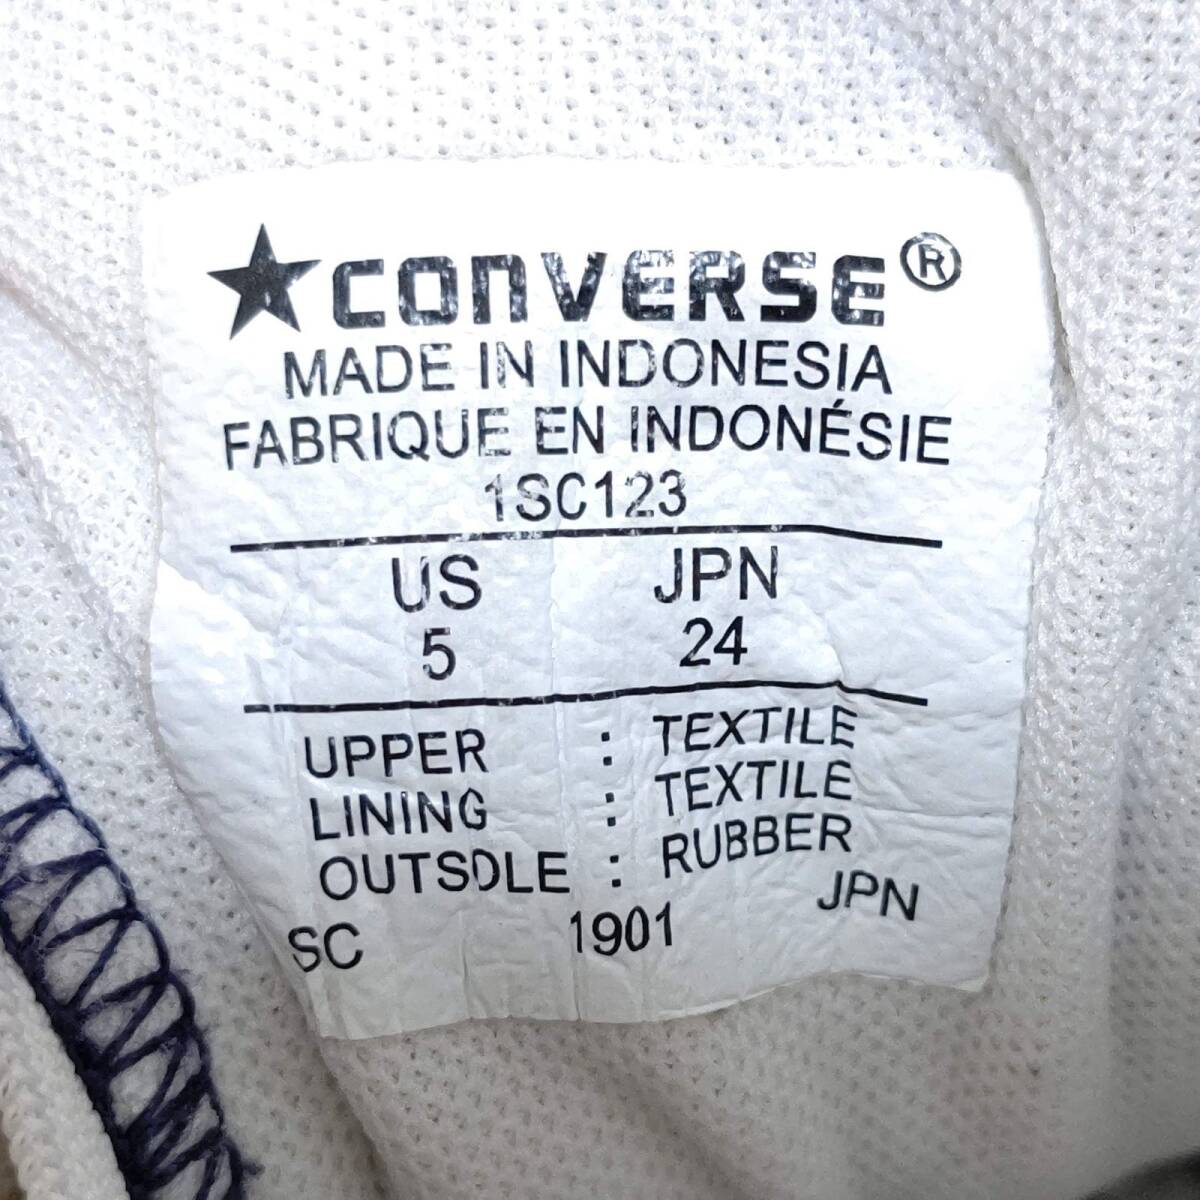 ★CONVERSE®
MADE IN INDONESIA
FABRIQUE EN INDONÉSIE
1SC123
US JPN
5 24
UPPER : TEXTILE
LINING : TEXTILE
OUTSOLE : RUBBER
SC 1901 JPN